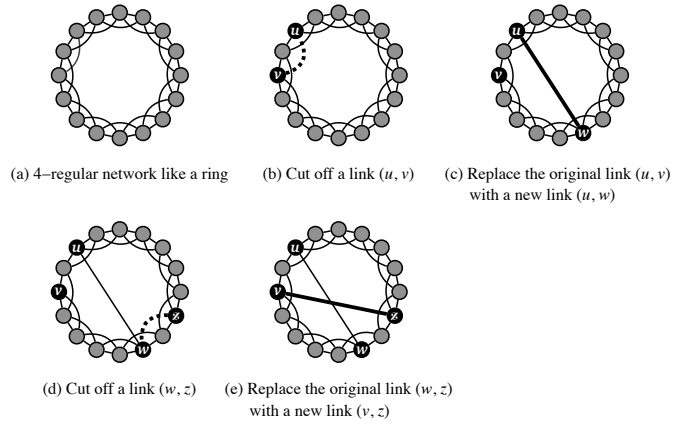 u
v
u
v
w
(a) 4–regular network like a ring
(b) Cut off a link (u, v)
(c) Replace the original link (u, v)
with a new link (u, w)
u
v
z
w
u
v
z
w
(d) Cut off a link (w, z)
(e) Replace the original link (w, z)
with a new link (v, z)